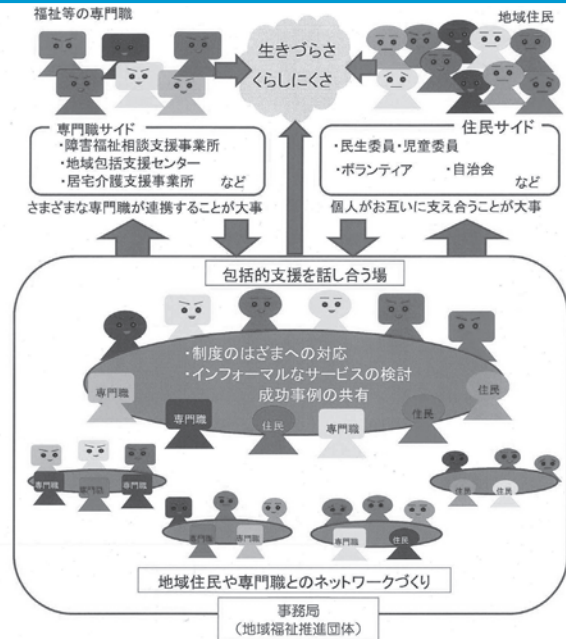 福祉等の専門職
地域住民
生きづらさ
くらしにくさ
専門職サイド
・障害福祉相談支援事業所
・地域包括支援センター
・居宅介護支援事業所 など
住民サイド
・民生委員・児童委員
・ボランティア ・自治会
など
さまざまな専門職が連携することが大事
個人がお互いに支え合うことが大事
包括的支援を話し合う場
・制度のはざまへの対応
・インフォーマルなサービスの検討
成功事例の共有
専門職
専門職
住民
専門職
住民
住民
専門職
専門職
専門職
専門職
専門職
専門職
住民
住民
住民
地域住民や専門職とのネットワークづくり
事務局
(地域福祉推進団体)